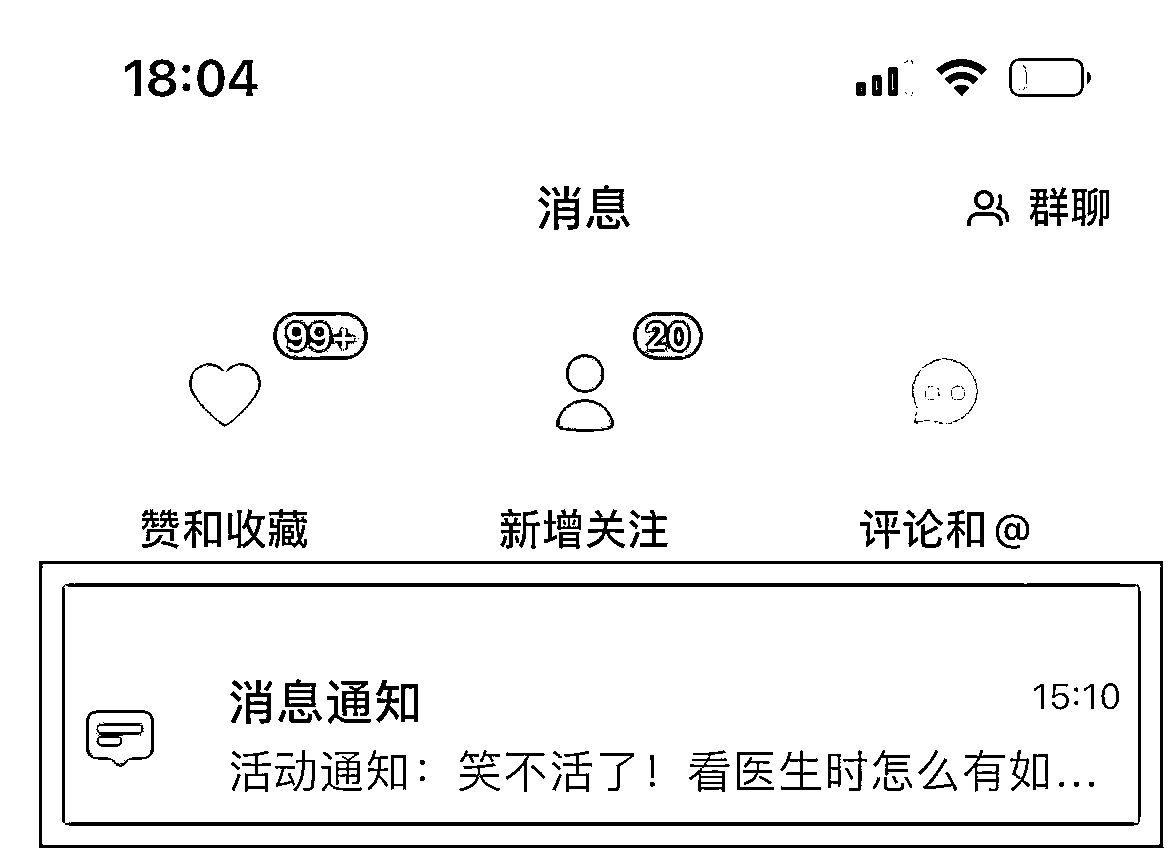 18:04
消息
群聊
99+
20
赞和收藏
新增关注
评论和@
消息通知
15:10
活动通知：笑不活了！看医生时怎么有如...